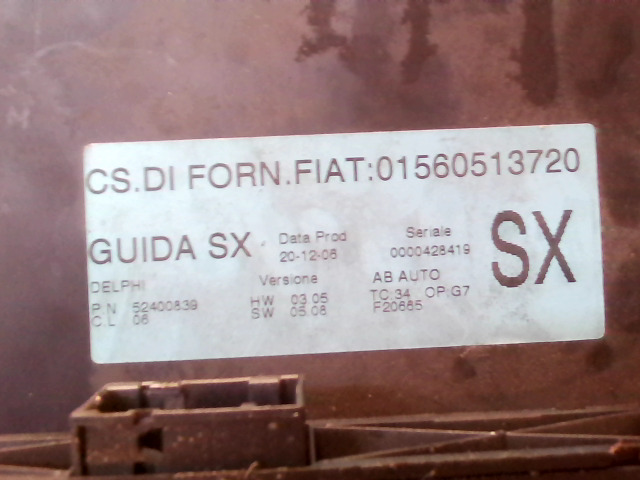 CS.DI FORN.FIAT:01560513720
GUIDA SX
Data Prod
20-12-06
Seriale
0000428419
SX
DELPHI
P.N 52400839
C.L 06
Versione
HW 03.05
SW 05.08
AB AUTO
TC:34 OP:G7
F20665